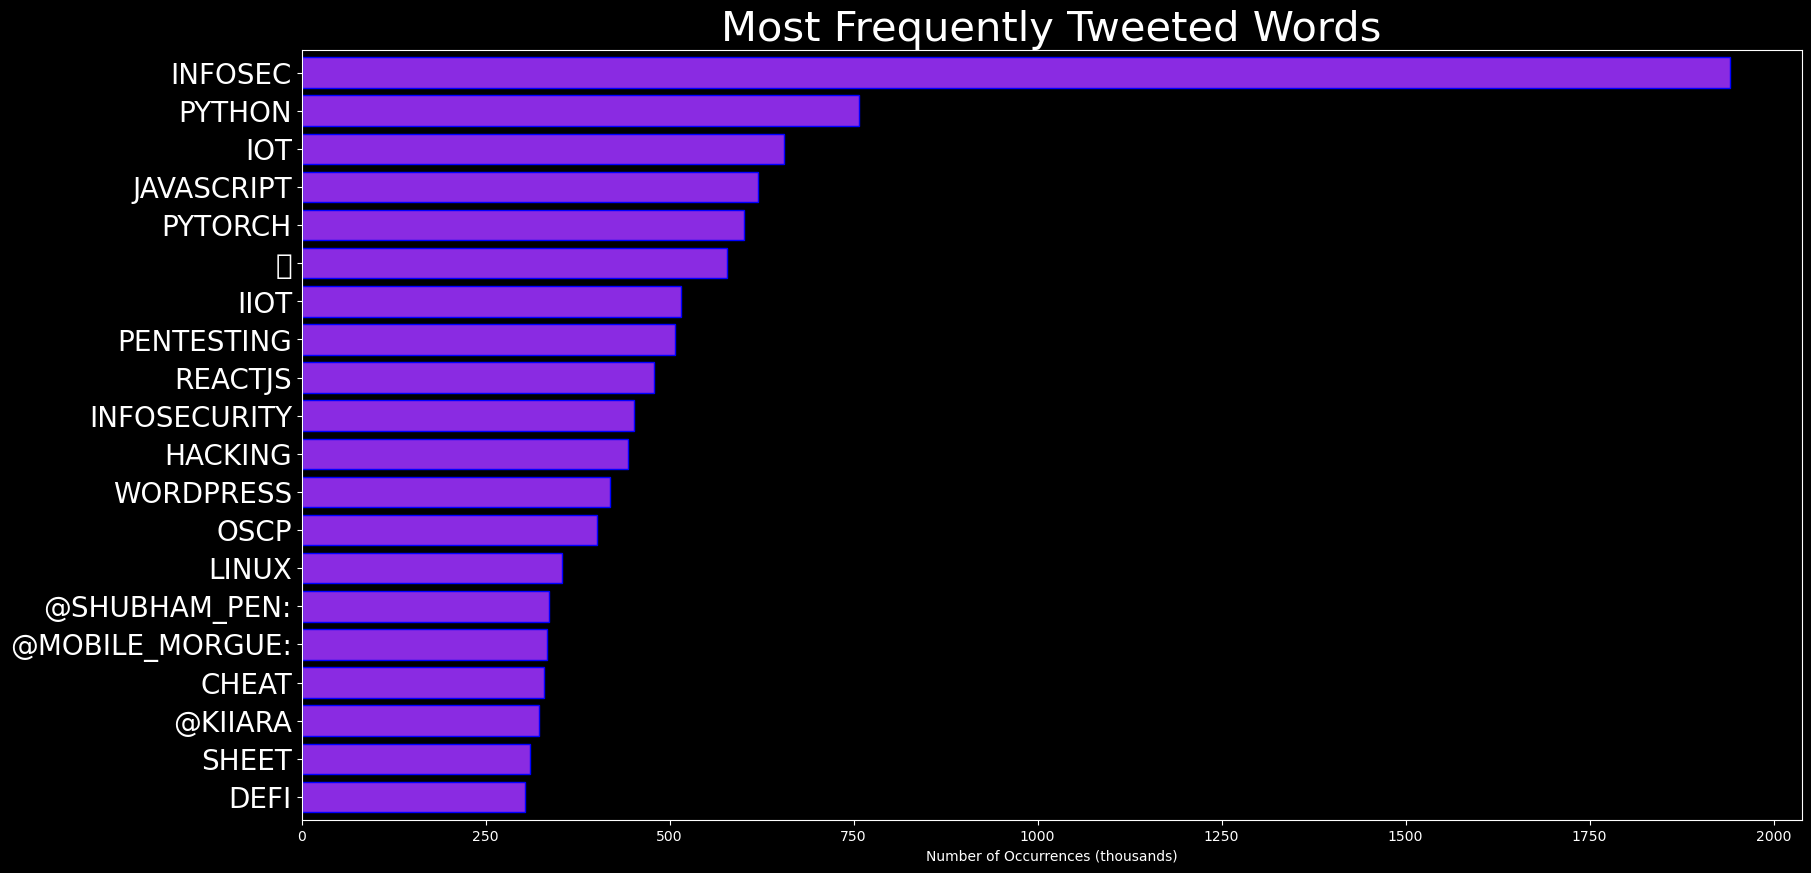 Most Frequently Tweeted Words
INFOSEC
PYTHON
IOT
JAVASCRIPT
PYTORCH
IIOT
PENTESTING
REACTJS
INFOSECURITY
HACKING
WORDPRESS
OSCP
LINUX
@SHUBHAM_PEN:
@MOBILE_MORGUE:
CHEAT
@KIIARA
SHEET
DEFI
0 250 500 750 1000 1250 1500 1750 2000
Number of Occurrences (thousands)